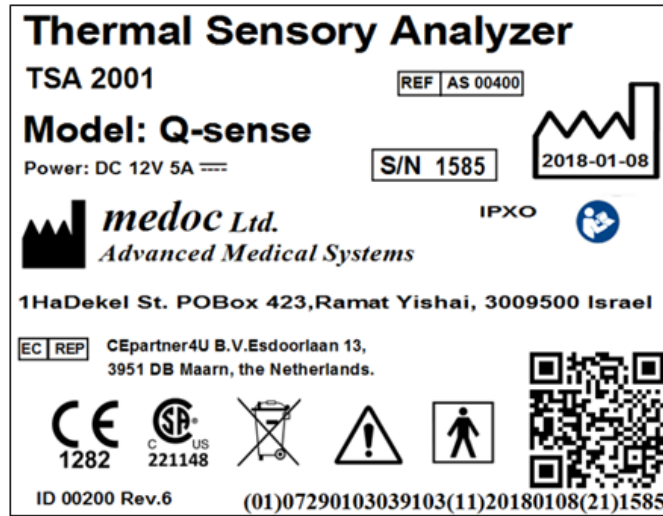 Thermal Sensory Analyzer
TSA 2001
REF AS 00400
Model: Q-sense
2018-01-08
Power: DC 12V 5A
S/N 1585
medoc Ltd.
IPXO
Advanced Medical Systems
1HaDekel St. POBox 423,Ramat Yishai, 3009500 Israel
EC REP
CEpartner4U B.V.Esdoorlaan 13,
3951 DB Maarn, the Netherlands.
CE
1282
SA
C US
221148
ID 00200 Rev.6
(01)07290103039103(11)20180108(21)1585